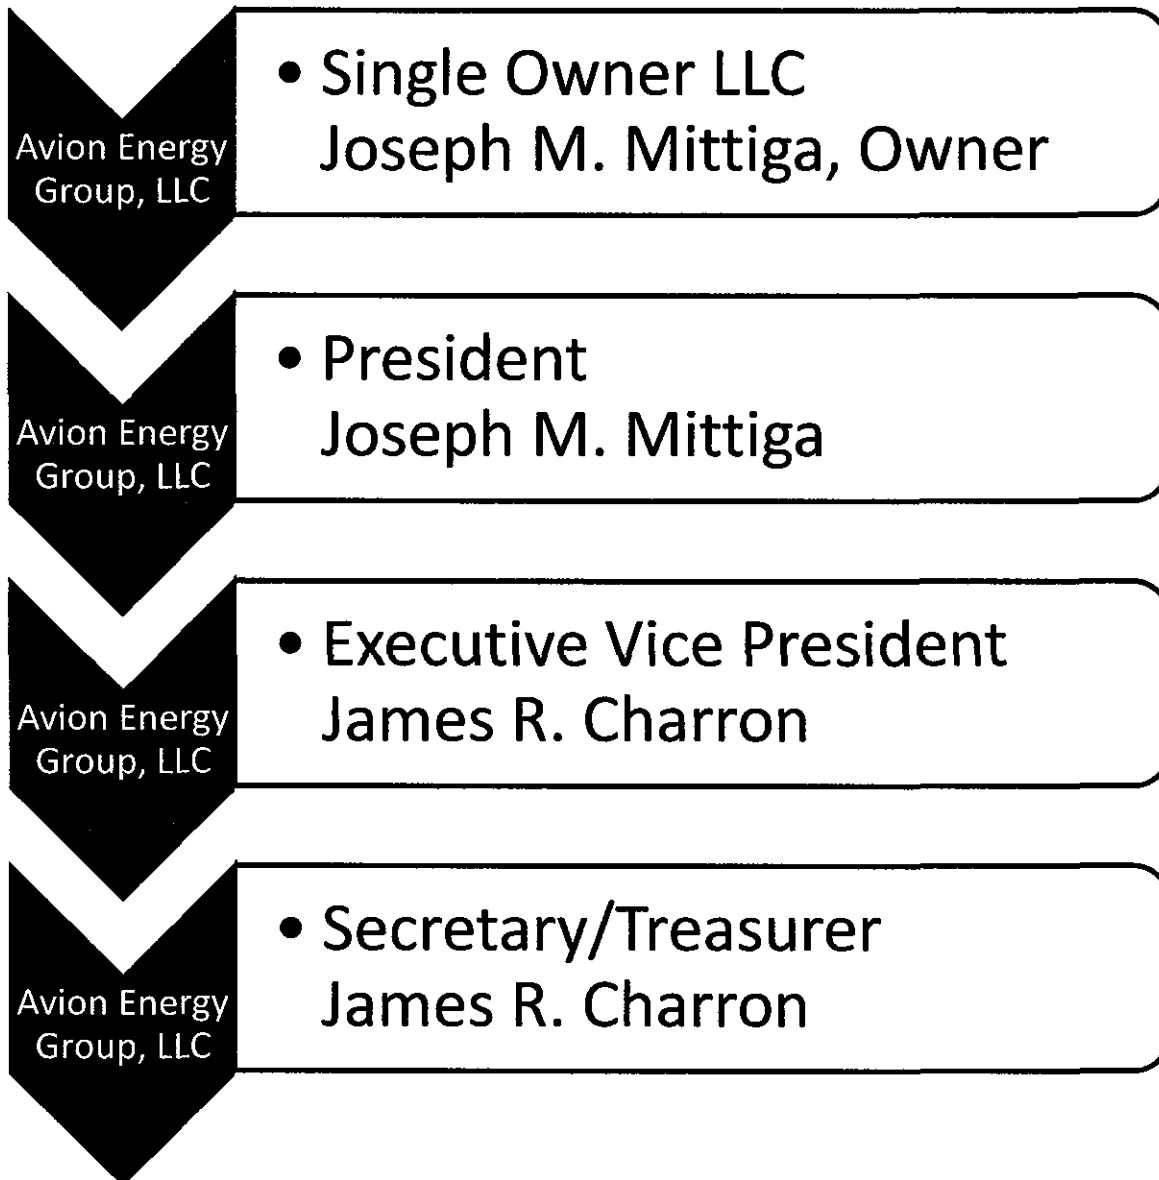 Avion Energy
Group, LLC
• Single Owner LLC
Joseph M. Mittiga, Owner
Avion Energy
Group, LLC
• President
Joseph M. Mittiga
Avion Energy
Group, LLC
• Executive Vice President
James R. Charron
Avion Energy
Group, LLC
• Secretary/Treasurer
James R. Charron